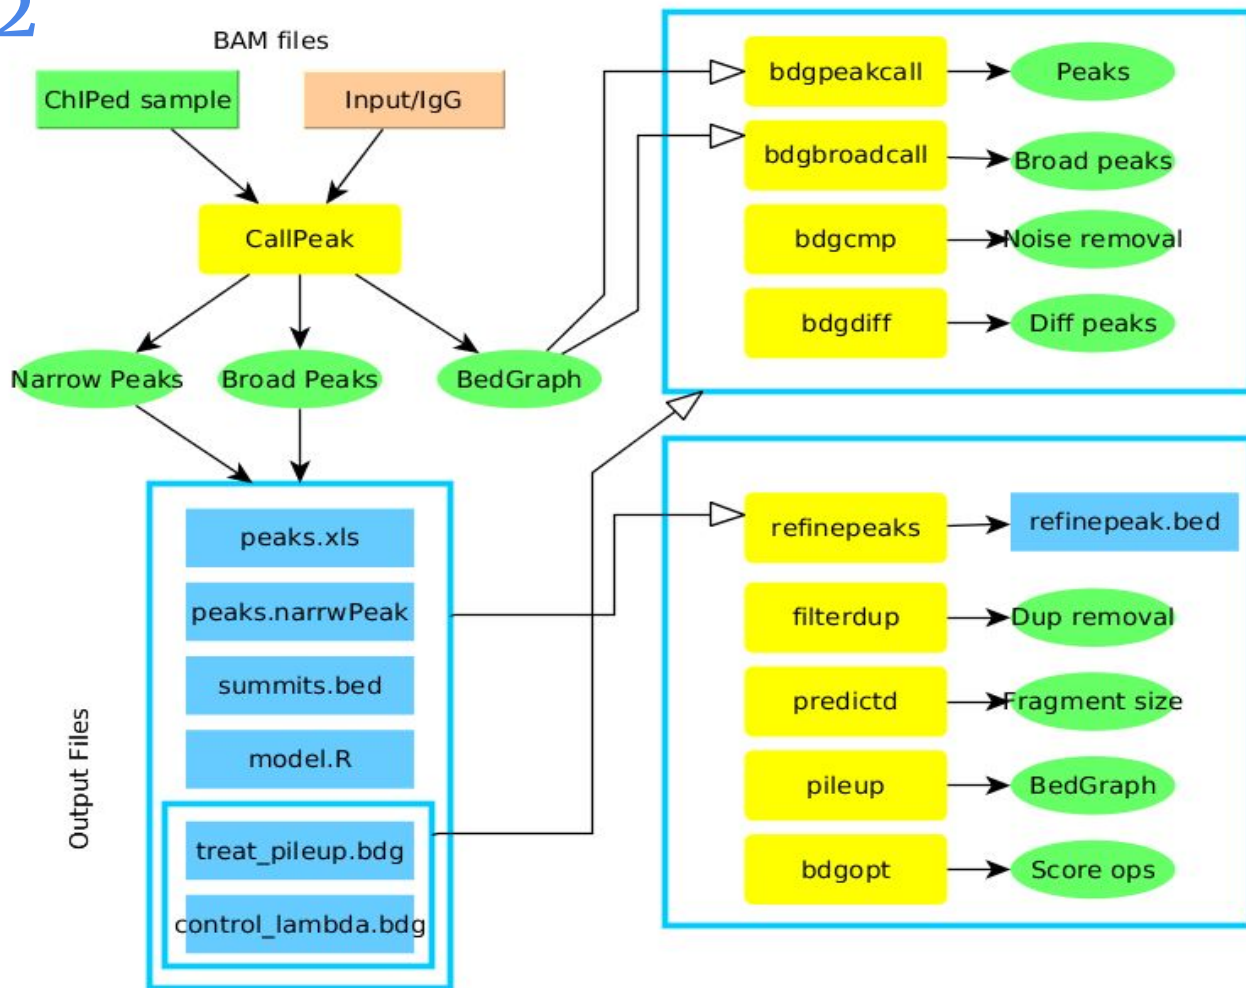 2
BAM files
ChIPed sample
Input/IgG
CallPeak
Narrow Peaks
Broad Peaks
BedGraph
Output Files
peaks.xls
peaks.narrwPeak
summits.bed
model.R
treat_pileup.bdg
control_lambda.bdg
bdgpeakcall
Peaks
bdgbroadcall
Broad peaks
bdgcmp
Noise removal
bdgdiff
Diff peaks
refinepeaks
refinepeak.bed
filterdup
Dup removal
predictd
Fragment size
pileup
BedGraph
bdgopt
Score ops